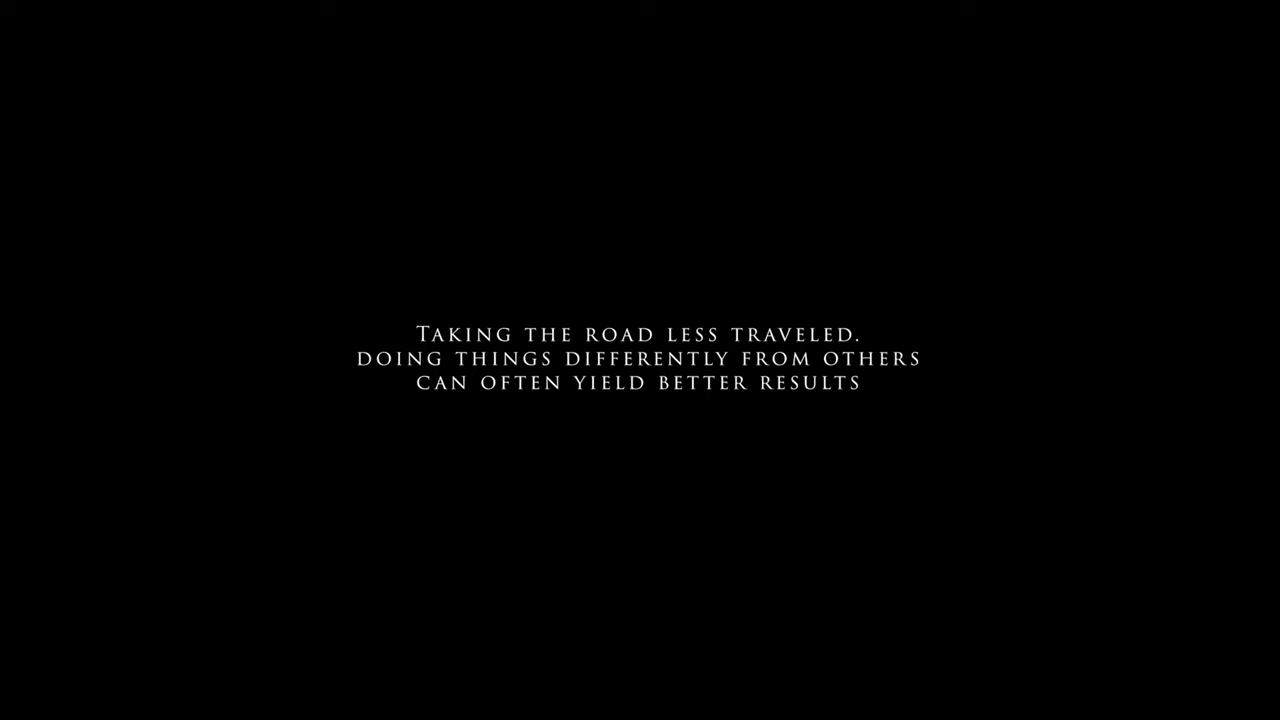 Taking the road less traveled.
doing things differently from others
can often yield better results